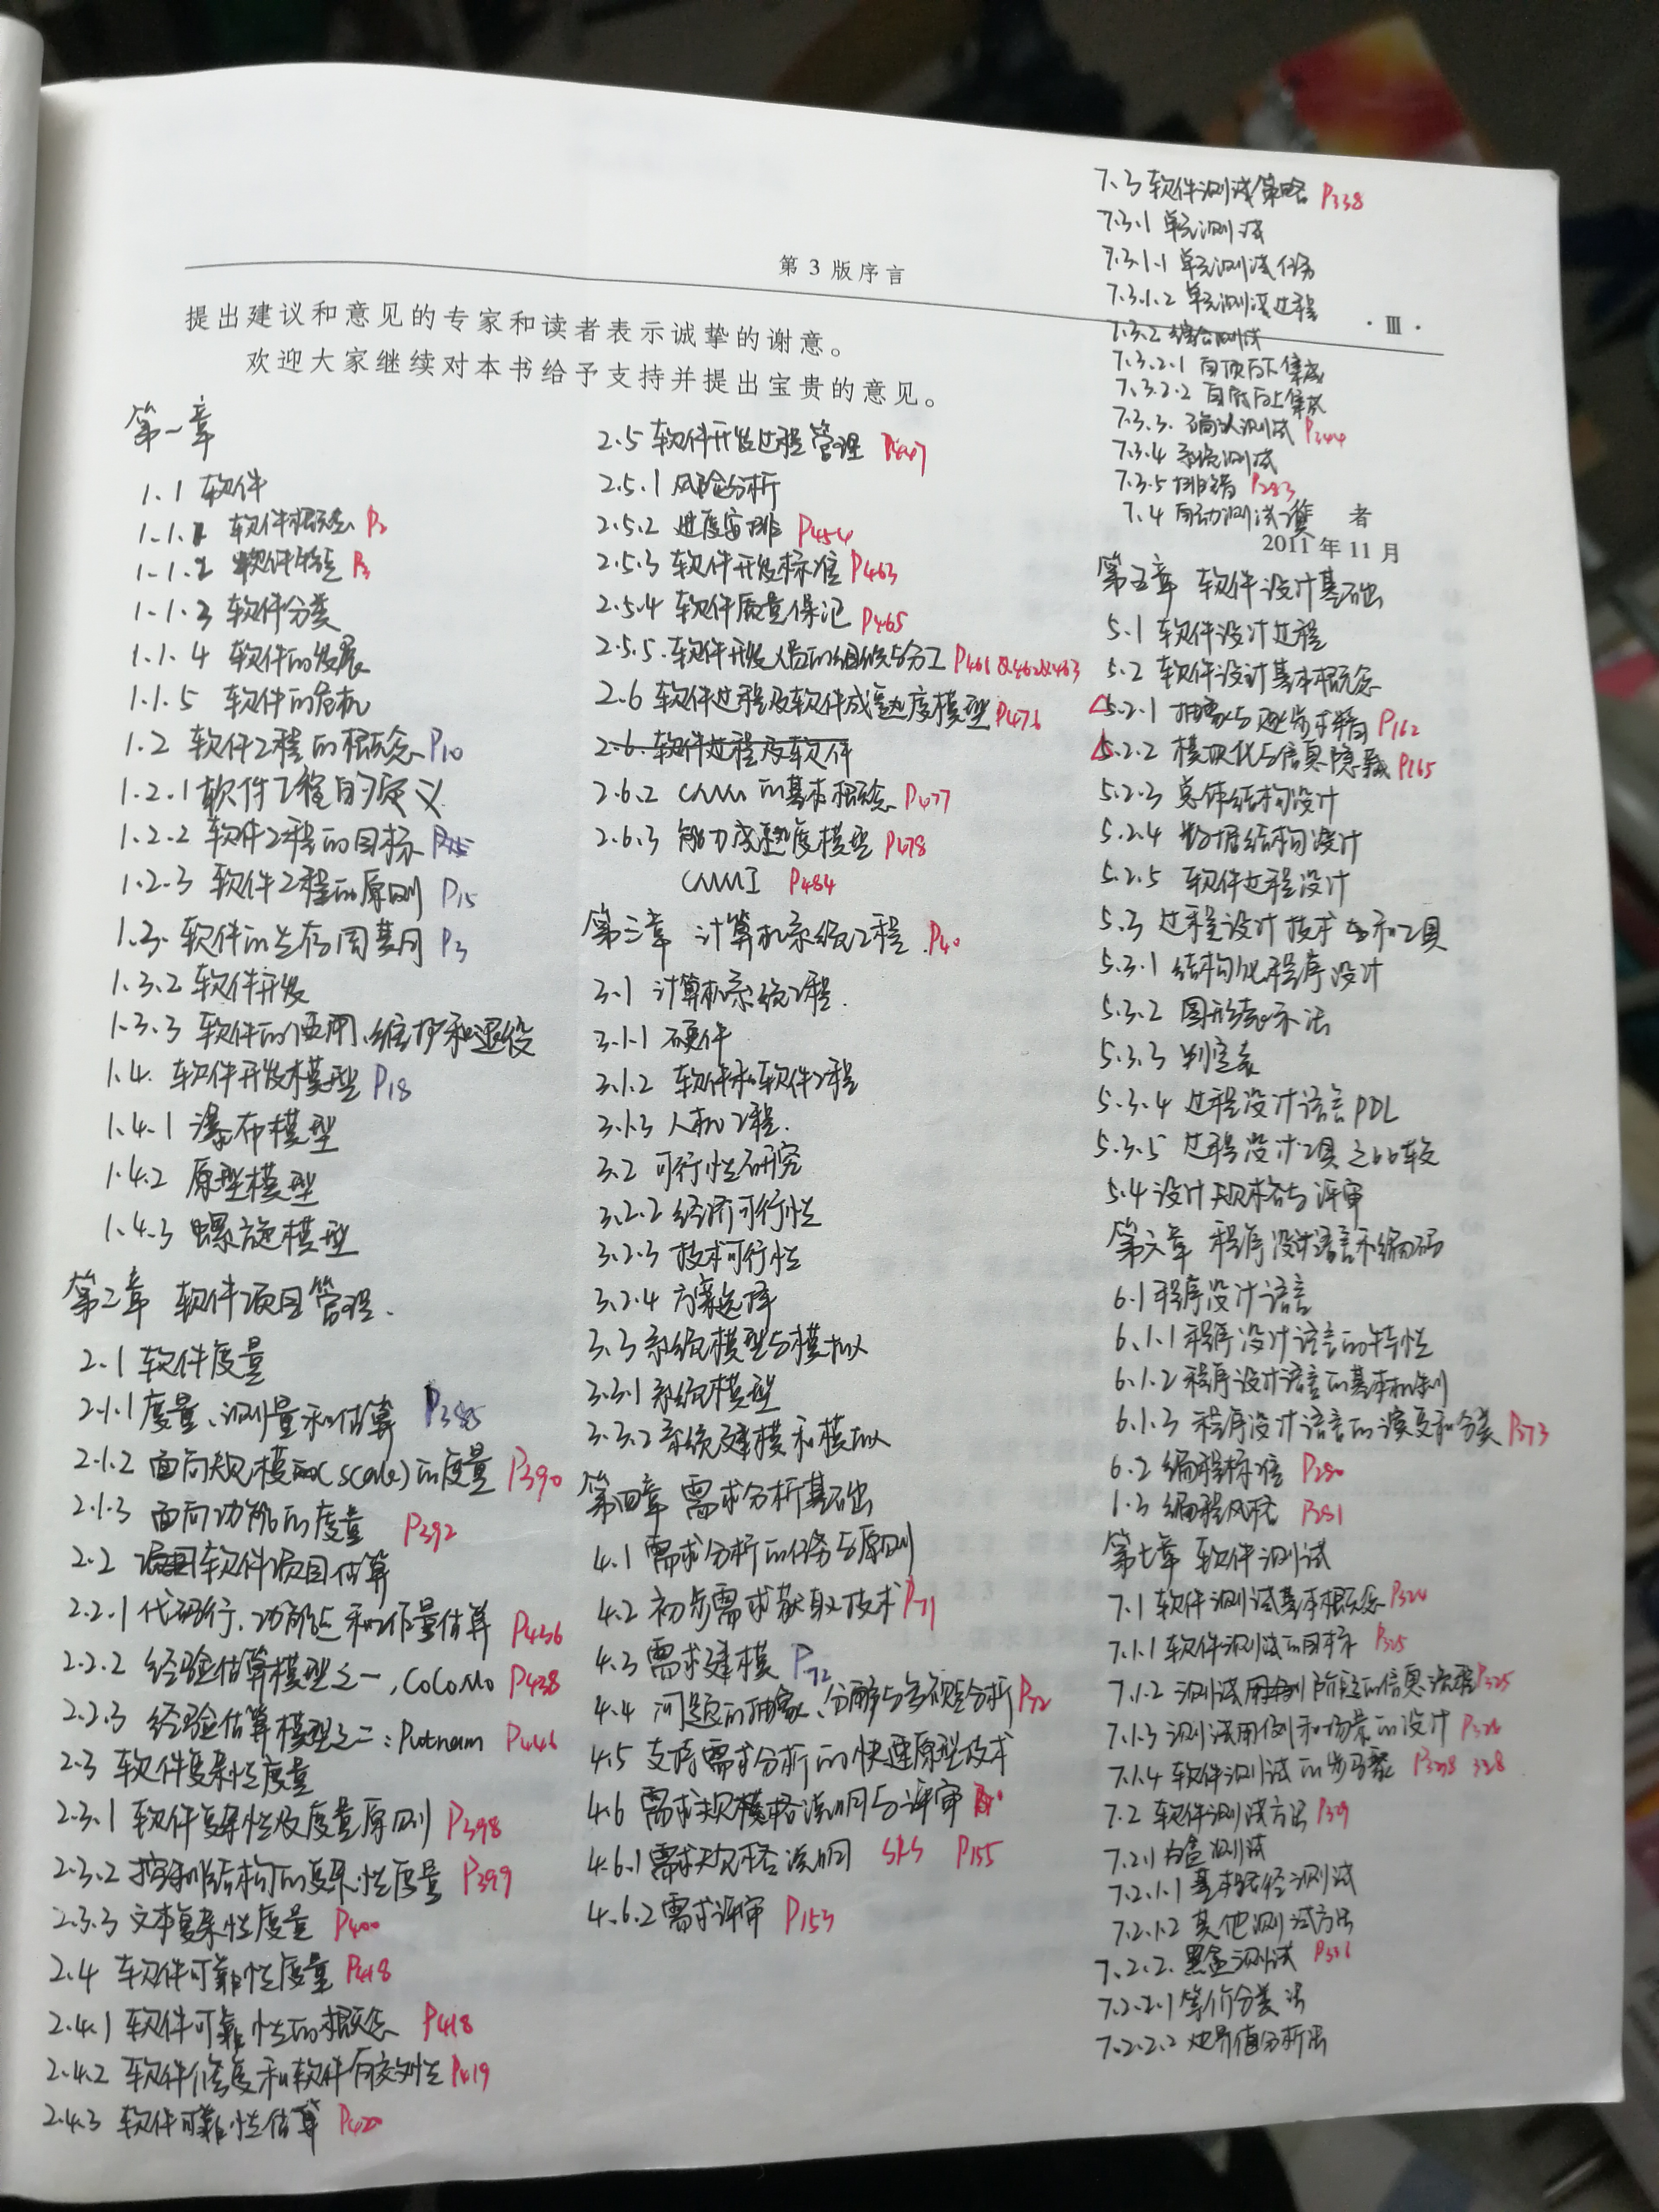 第 3 版序言
· III ·
提出建议和意见的专家和读者表示诚挚的谢意。
欢迎大家继续对本书给予支持并提出宝贵的意见。
第一章
1.1 软件
1.1.1 软件概念 P2
1.1.2 软件特征 P3
1.1.3 软件分类
1.1.4 软件的发展
1.1.5 软件的危机
1.2 软件工程的概念 P10
1.2.1 软件工程的定义
1.2.2 软件工程的目标
1.2.3 软件工程的原则 P15
1.3. 软件的生存周期 P3
1.3.2 软件开发
1.3.3 软件的使用、维护和退役
1.4. 软件开发模型 P18
1.4.1 瀑布模型
1.4.2 原型模型
1.4.3 螺旋模型
第二章 软件项目管理.
2.1 软件度量
2.1.1 度量、测量和估算 P385
2.1.2 面向规模(scale)的度量 P390
2.1.3 面向功能的度量 P392
2.2 软件项目估算
2.2.1 代码行、功能点和工作量估算 P436
2.2.2 经验估算模型之一,CoCoMo P438
2.2.3 经验估算模型之二:Putnam P446
2.3 软件复杂性度量
2.3.1 软件复杂性及度量原则 P398
2.3.2 控制结构的复杂性度量 P399
2.3.3 文本复杂性度量 P400
2.4 软件可靠性度量 P418
2.4.1 软件可靠性的概念 P418
2.4.2 软件修复和软件有效性 P419
2.4.3 软件可靠性估算 P420
2.5 软件开发过程管理 P447
2.5.1 风险分析
2.5.2 进度安排 P454
2.5.3 软件开发标准 P463
2.5.4 软件质量保证 P465
2.5.5. 软件开发人员的组织与分工 P461&462&463
2.6 软件过程及软件成熟度模型 P476
2.6. 软件过程及软件
2.6.2 CMM的基本概念 P477
2.6.3 能力成熟度模型 P478
CMMI P484
第三章 计算机系统工程 P40
3.1 计算机系统工程.
3.1.1 硬件
3.1.2 软件和软件工程
3.1.3 人机工程.
3.2 可行性研究
3.2.2 经济可行性
3.2.3 技术可行性
3.2.4 方案选择
3.3 系统模型与模拟
3.3.1 系统模型
3.3.2 系统建模和模拟
第四章 需求分析基础
4.1 需求分析的任务与原则
4.2 初步需求获取技术 P71
4.3 需求建模 P72
4.4 问题的抽象、分解与多视点分析 P72
4.5 支持需求分析的快速原型技术
4.6 需求规格说明与评审
4.6.1 需求规格说明 SRS P155
4.6.2 需求评审 P153
7.3 软件测试策略 P338
7.3.1 单元测试
7.3.1.1 单元测试任务
7.3.1.2 单元测试过程
7.3.2 综合测试
7.3.2.1 自顶向下集成
7.3.2.2 自底向上集成
7.3.3. 确认测试 P344
7.3.4 系统测试
7.3.5 排错 P283
7.4 自动测试
者
2011 年 11 月
第五章 软件设计基础
5.1 软件设计过程
5.2 软件设计基本概念
△5.2.1 抽象与逐步求精 P162
△5.2.2 模块化与信息隐藏 P165
5.2.3 总体结构设计
5.2.4 数据结构设计
5.2.5 软件过程设计
5.3 过程设计技术和工具
5.3.1 结构化程序设计
5.3.2 图形表示法
5.3.3 判定表
5.3.4 过程设计语言PDL
5.3.5 过程设计工具之比较
5.4 设计规格与评审
第六章 程序设计语言和编码
6.1 程序设计语言
6.1.1 程序设计语言的特性
6.1.2 程序设计语言的基本机制
6.1.3 程序设计语言的演变和分类 P273
6.2 编程标准 P280
6.3 编程风格 P281
第七章 软件测试
7.1 软件测试基本概念 P324
7.1.1 软件测试的目标 P325
7.1.2 测试阶段的信息流程 P325
7.1.3 测试用例和场景的设计 P326
7.1.4 软件测试的步骤 P328 328
7.2 软件测试方法 P329
7.2.1 白盒测试
7.2.1.1 基本路径测试
7.2.1.2 其他测试方法
7.2.2. 黑盒测试 P336
7.2.2.1 等价分类法
7.2.2.2 边界值分析法